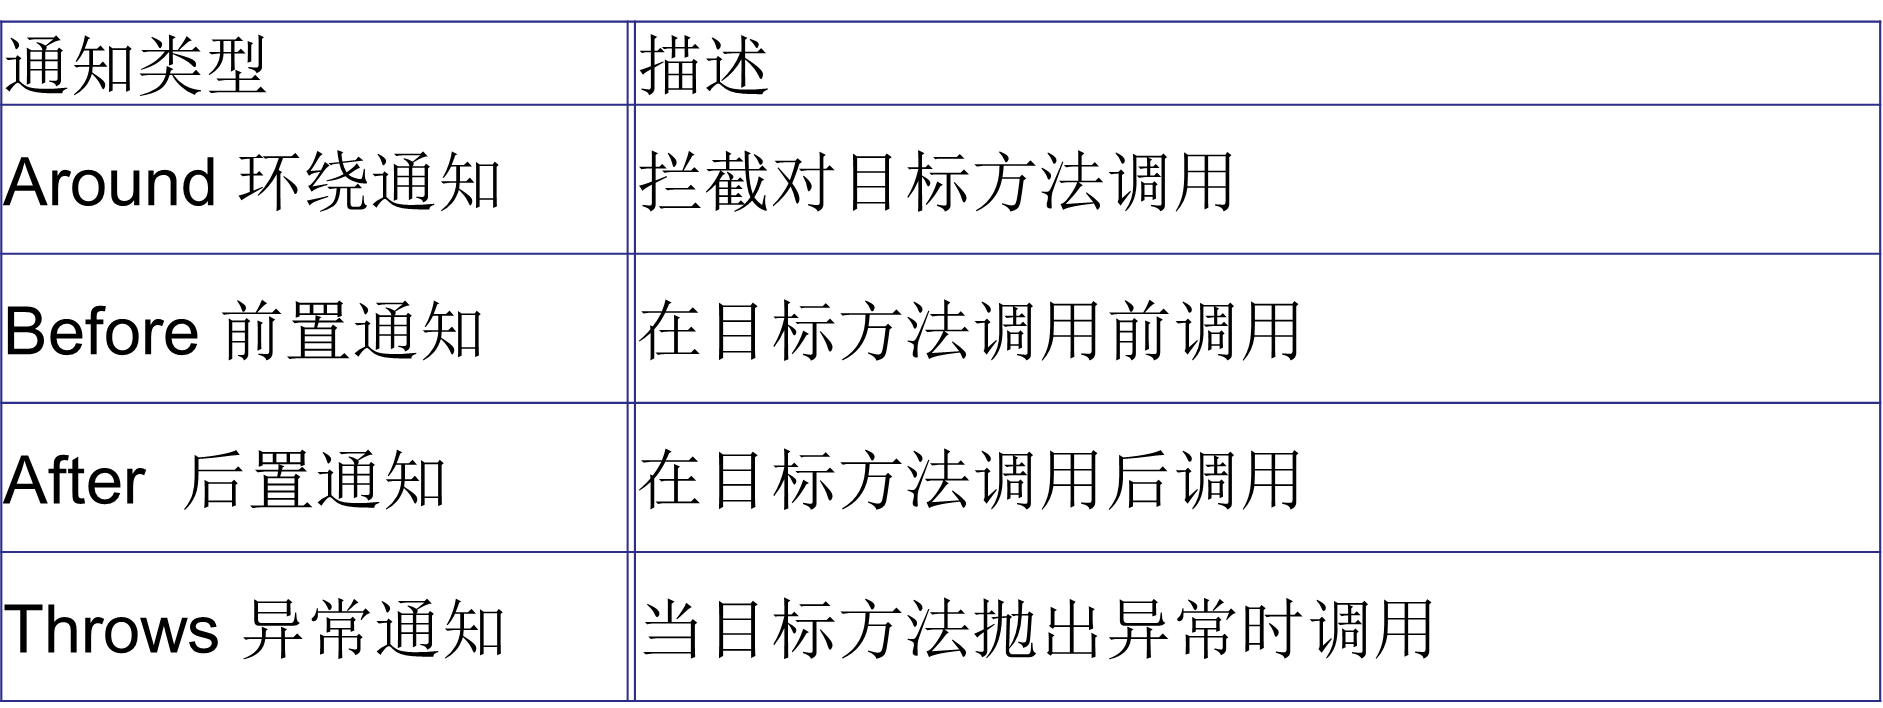 通知类型 描述
Around 环绕通知 拦截对目标方法调用
Before 前置通知 在目标方法调用前调用
After 后置通知 在目标方法调用后调用
Throws 异常通知 当目标方法抛出异常时调用